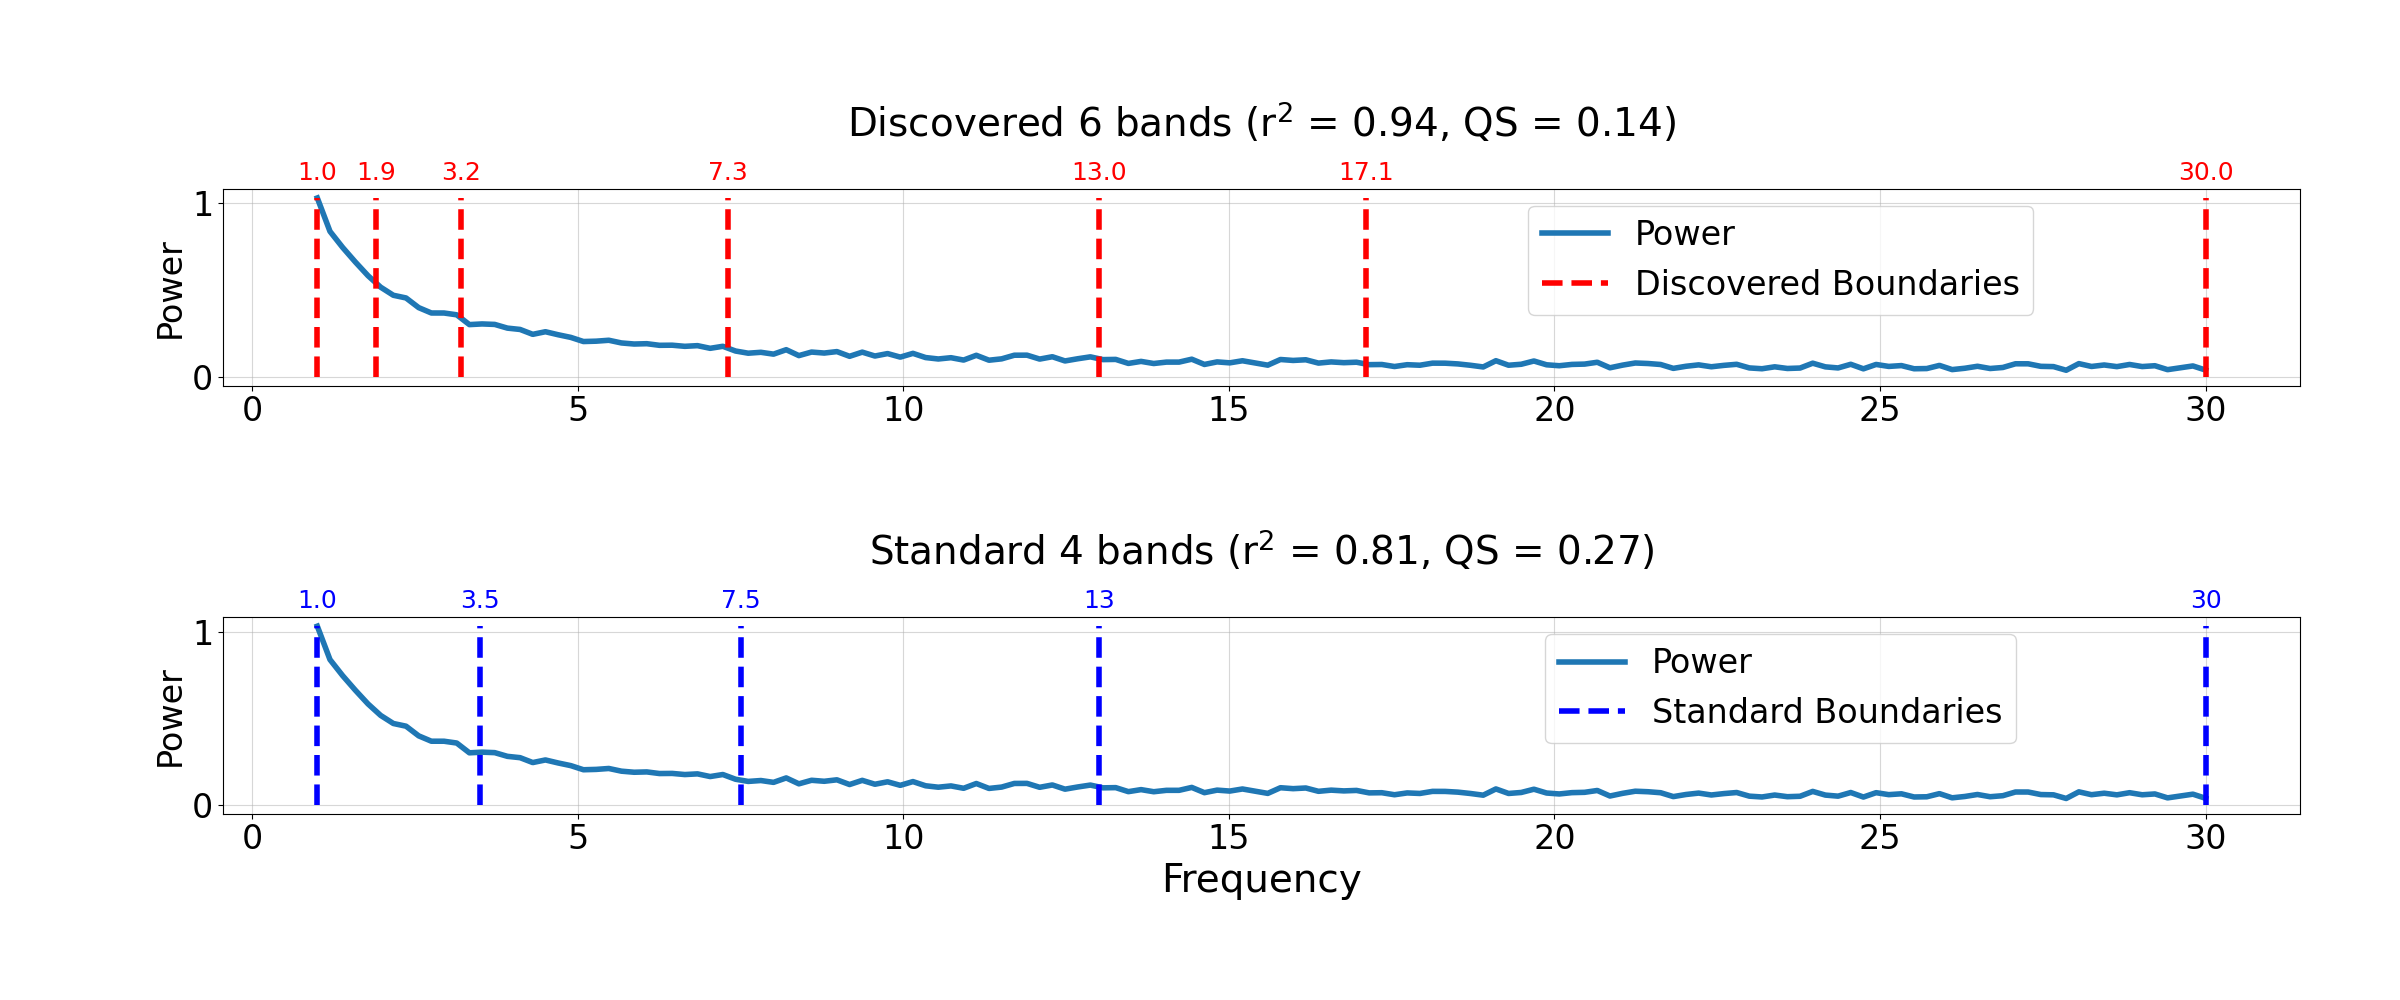 Discovered 6 bands (r² = 0.94, QS = 0.14)
1.0 1.9 3.2 7.3 13.0 17.1 30.0
1
Power
0
Power
Discovered Boundaries
0 5 10 15 20 25 30
Standard 4 bands (r² = 0.81, QS = 0.27)
1.0 3.5 7.5 13 30
1
Power
0
Power
Standard Boundaries
0 5 10 15 20 25 30
Frequency